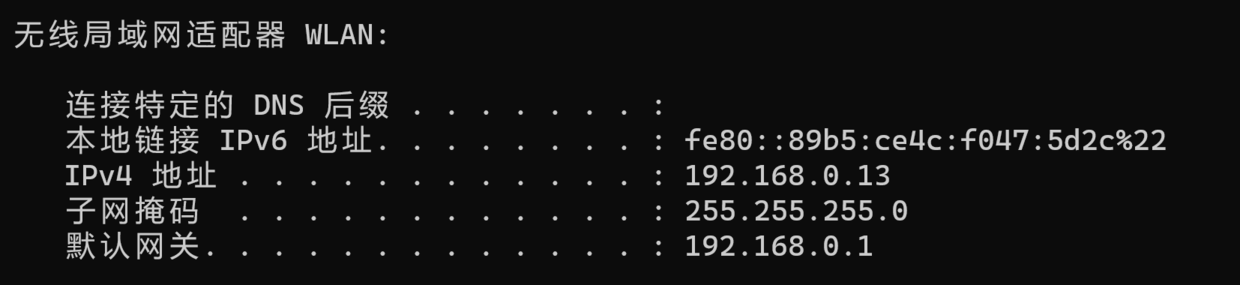 无线局域网适配器 WLAN:
连接特定的 DNS 后缀 . . . . . . . :
本地链接 IPv6 地址. . . . . . . . : fe80::89b5:ce4c:f047:5d2c%22
IPv4 地址 . . . . . . . . . . . . : 192.168.0.13
子网掩码  . . . . . . . . . . . . : 255.255.255.0
默认网关. . . . . . . . . . . . . : 192.168.0.1